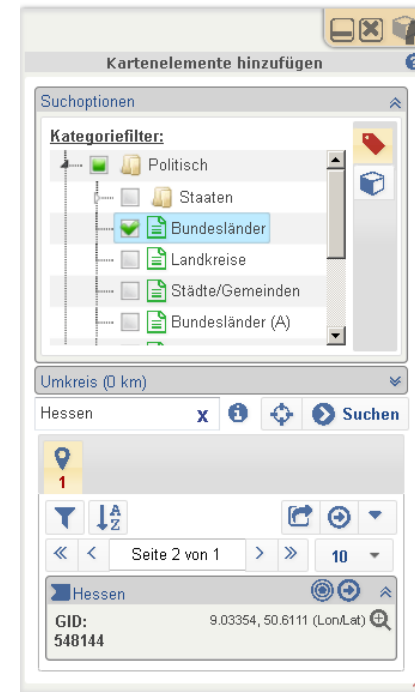 Kartenelemente hinzufügen
Suchoptionen
Kategoriefilter:
Politisch
Staaten
Bundesländer
Landkreise
Städte/Gemeinden
Bundesländer (A)
Umkreis (0 km)
Hessen x Suchen
1
A
Z
Seite 2 von 1 10
Hessen
GID: 9.03354, 50.6111 (Lon/Lat)
548144